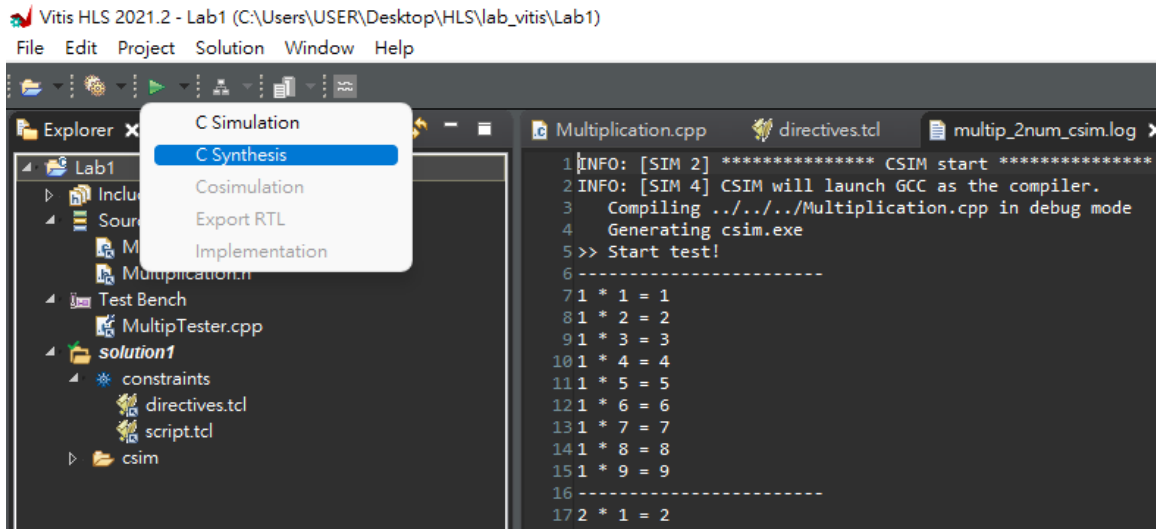 Vitis HLS 2021.2 - Lab1 (C:\Users\USER\Desktop\HLS\lab_vitis\Lab1)
File Edit Project Solution Window Help
C Simulation
C Synthesis
Cosimulation
Export RTL
Implementation
Explorer
Lab1
Test Bench
MultipTester.cpp
solution1
constraints
directives.tcl
script.tcl
csim
Multiplication.cpp directives.tcl multip_2num_csim.log
1 INFO: [SIM 2] *************** CSIM start ***************
2 INFO: [SIM 4] CSIM will launch GCC as the compiler.
3 Compiling ../../../Multiplication.cpp in debug mode
4 Generating csim.exe
5 >> Start test!
6 ------------------------
7 1 * 1 = 1
8 1 * 2 = 2
9 1 * 3 = 3
10 1 * 4 = 4
11 1 * 5 = 5
12 1 * 6 = 6
13 1 * 7 = 7
14 1 * 8 = 8
15 1 * 9 = 9
16 ------------------------
17 2 * 1 = 2